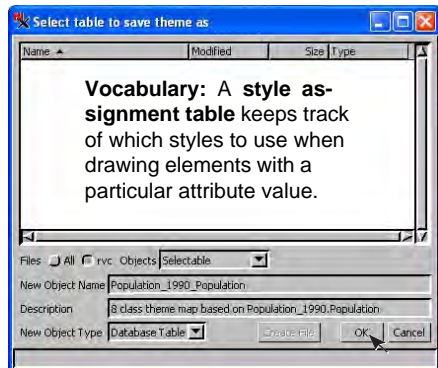 Select table to save theme as
Name Modified Size Type
Vocabulary: A style as-
signment table keeps track
of which styles to use when
drawing elements with a
particular attribute value.
Files All rvc Objects Selectable
New Object Name Population_1990_Population
Description 8 class theme map based on Population_1990.Population
New Object Type Database Table Create File OK Cancel